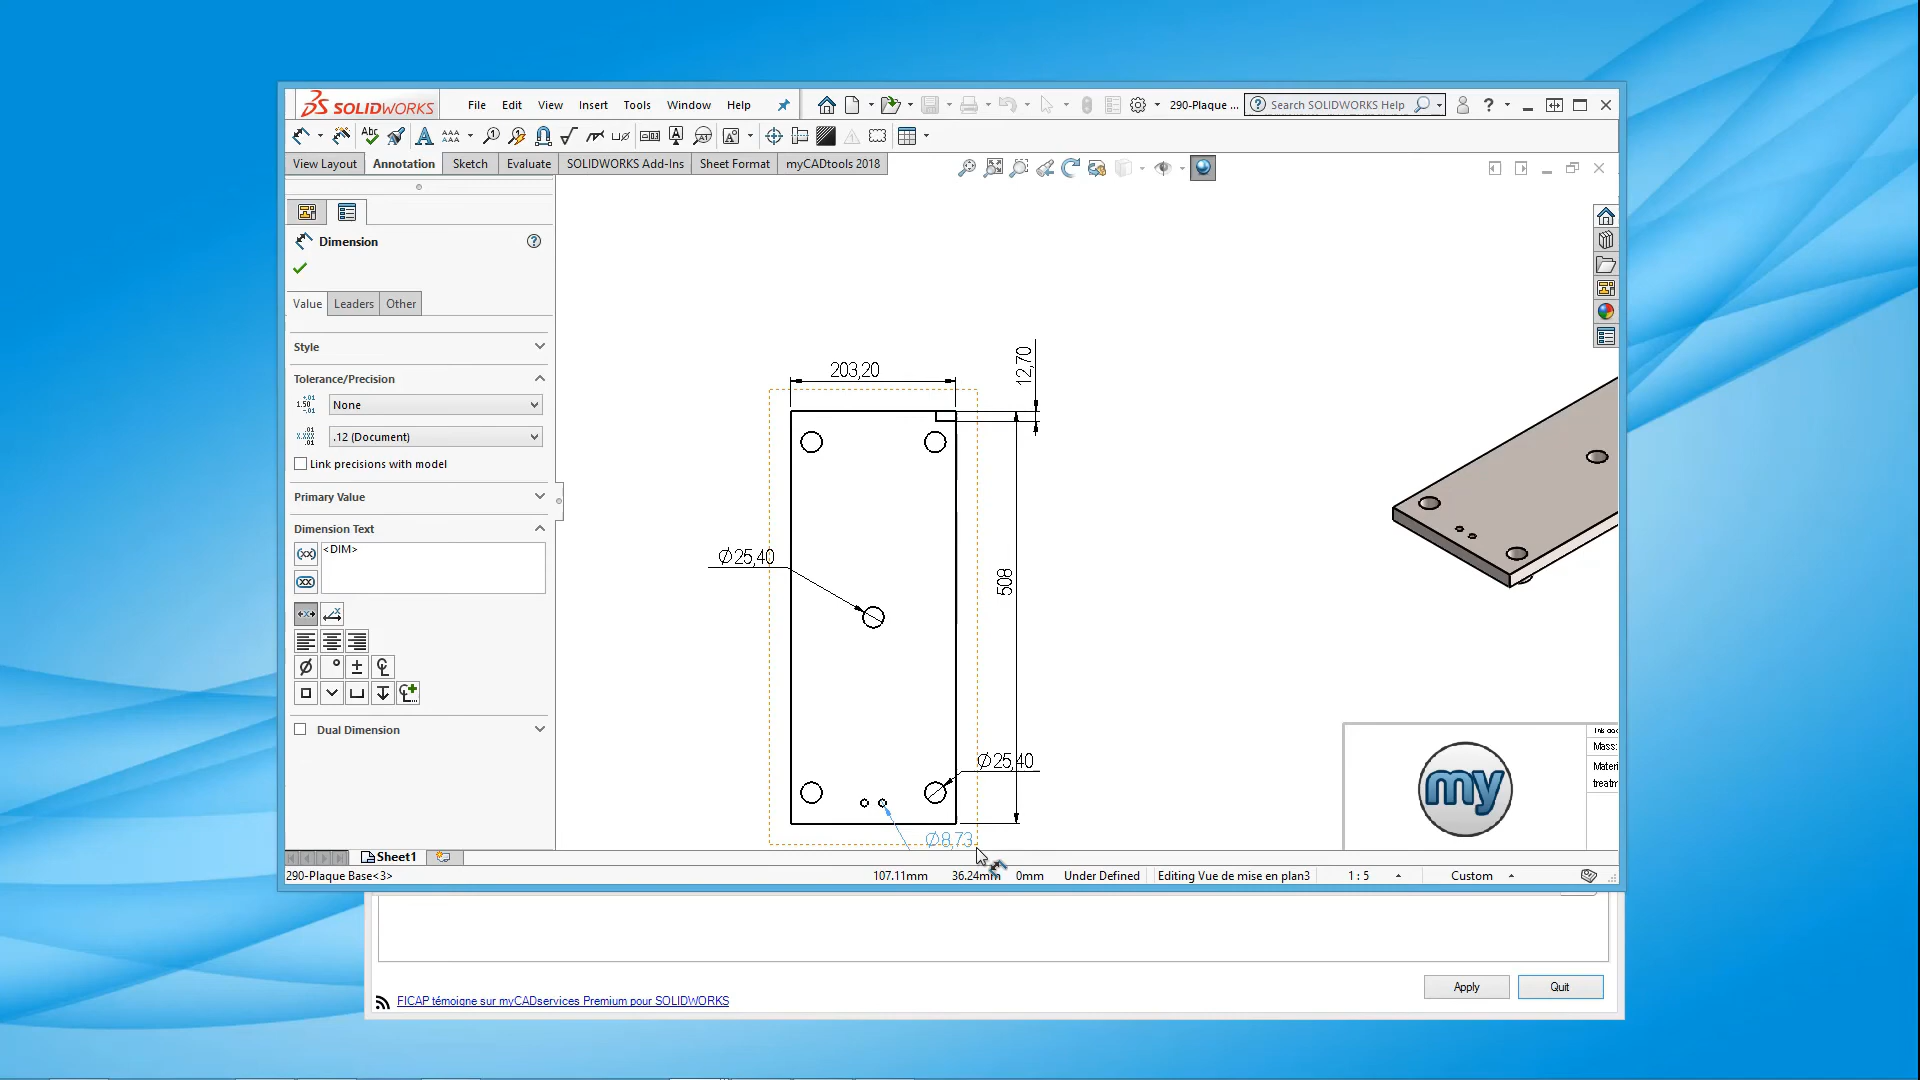 SOLIDWORKS File Edit View Insert Tools Window Help 290-Plaque ... Search SOLIDWORKS Help
View Layout Annotation Sketch Evaluate SOLIDWORKS Add-Ins Sheet Format myCADtools 2018
Dimension
Value Leaders Other
Style
Tolerance/Precision
None
.12 (Document)
Link precisions with model
Primary Value
Dimension Text
<DIM>
Dual Dimension
203,20
12,70
Ø25,40
508
Ø25,40
Ø8,73
my
Mass:
Materi
treatm
Sheet1
290-Plaque Base<3> 107.11mm 36.24mm 0mm Under Defined Editing Vue de mise en plan3 1 : 5 Custom
Apply Quit
FICAP témoigne sur myCADservices Premium pour SOLIDWORKS